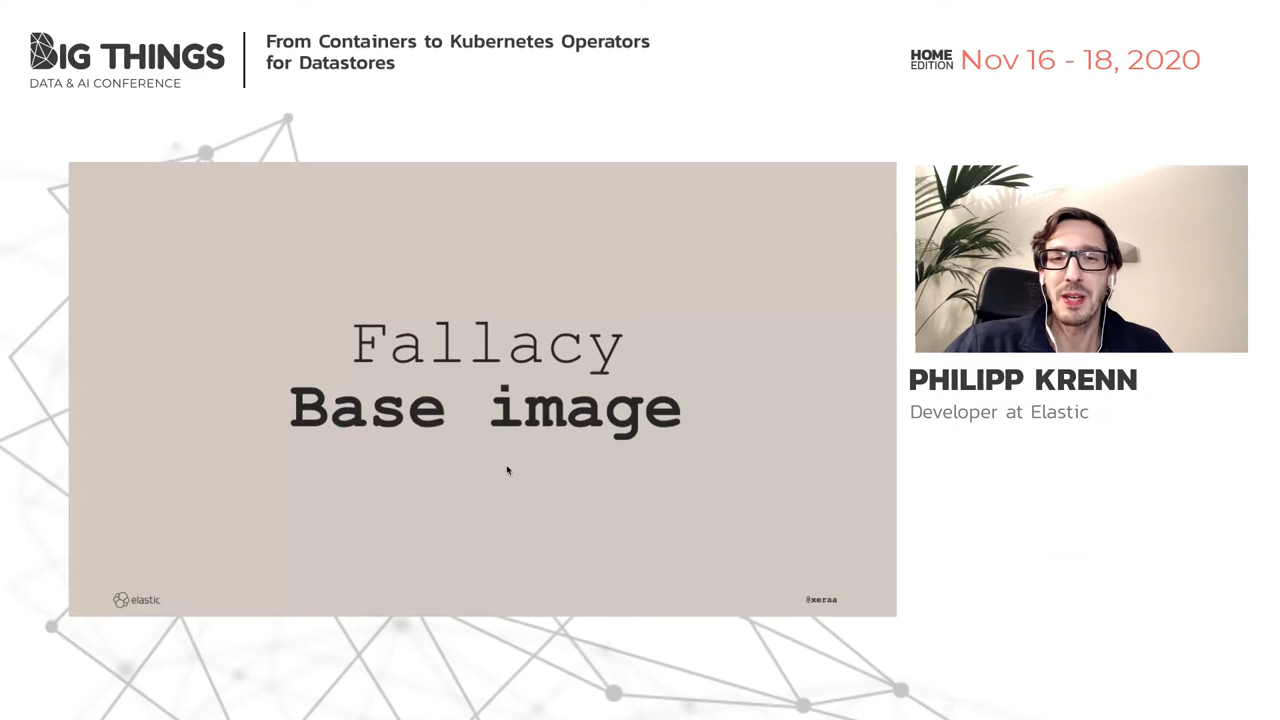 BIG THINGS
DATA & AI CONFERENCE
From Containers to Kubernetes Operators
for Datastores
HOME
EDITION
Nov 16 - 18, 2020
Fallacy
Base image
elastic
@xeraa
PHILIPP KRENN
Developer at Elastic